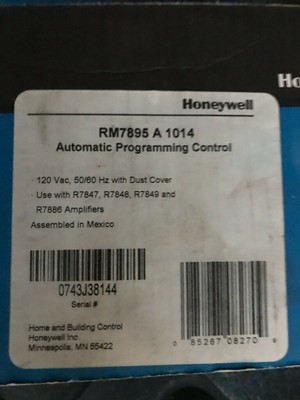 Ho
Honeywell
RM7895 A 1014
Automatic Programming Control
120 Vac, 50/60 Hz with Dust Cover
Use with R7847, R7848, R7849 and
R7886 Amplifiers
Assembled in Mexico
0743J38144
Serial #
Home and Building Control
Honeywell Inc.
Minneapolis, MN 55422
0 85267 08270 9